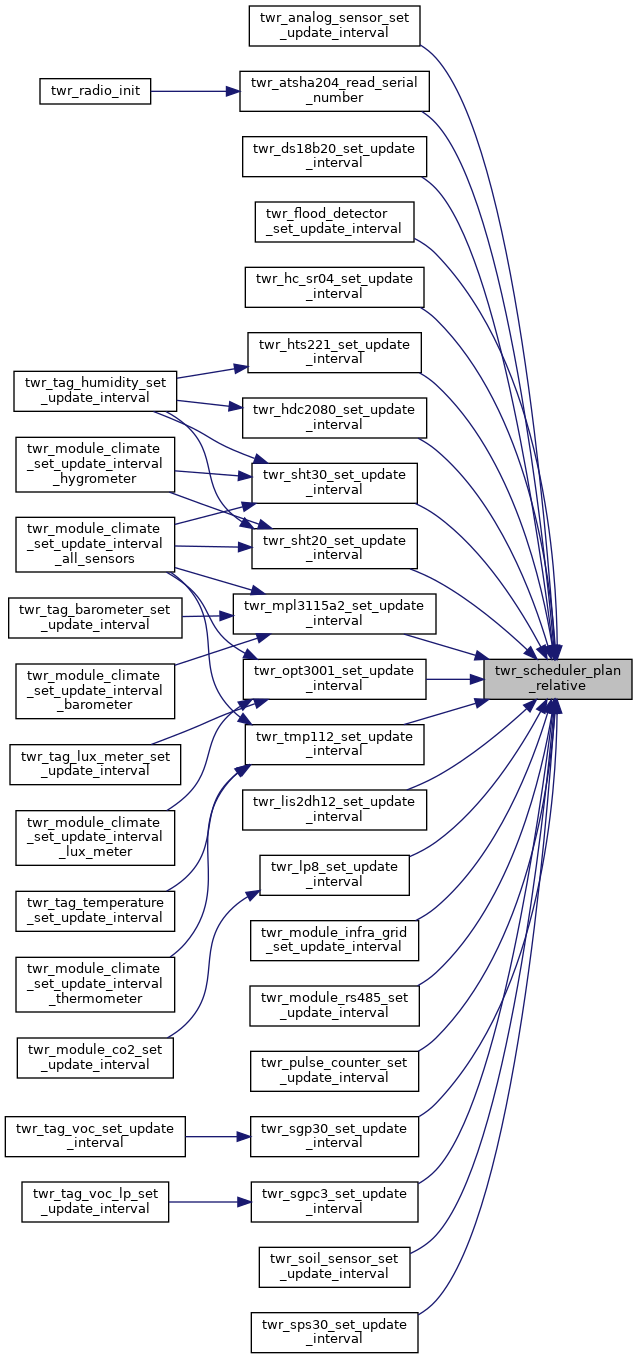 twr_analog_sensor_set
_update_interval
twr_radio_init
twr_atsha204_read_serial
_number
twr_ds18b20_set_update
_interval
twr_flood_detector
_set_update_interval
twr_hc_sr04_set_update
_interval
twr_hts221_set_update
_interval
twr_tag_humidity_set
_update_interval
twr_hdc2080_set_update
_interval
twr_module_climate
_set_update_interval
_hygrometer
twr_sht30_set_update
_interval
twr_module_climate
_set_update_interval
_all_sensors
twr_sht20_set_update
_interval
twr_tag_barometer_set
_update_interval
twr_mpl3115a2_set_update
_interval
twr_module_climate
_set_update_interval
_barometer
twr_opt3001_set_update
_interval
twr_scheduler_plan
_relative
twr_tag_lux_meter_set
_update_interval
twr_tmp112_set_update
_interval
twr_module_climate
_set_update_interval
_lux_meter
twr_lis2dh12_set_update
_interval
twr_tag_temperature
_set_update_interval
twr_lp8_set_update
_interval
twr_module_climate
_set_update_interval
_thermometer
twr_module_infra_grid
_set_update_interval
twr_module_rs485_set
_update_interval
twr_module_co2_set
_update_interval
twr_pulse_counter_set
_update_interval
twr_tag_voc_set_update
_interval
twr_sgp30_set_update
_interval
twr_tag_voc_lp_set
_update_interval
twr_sgpc3_set_update
_interval
twr_soil_sensor_set
_update_interval
twr_sps30_set_update
_interval